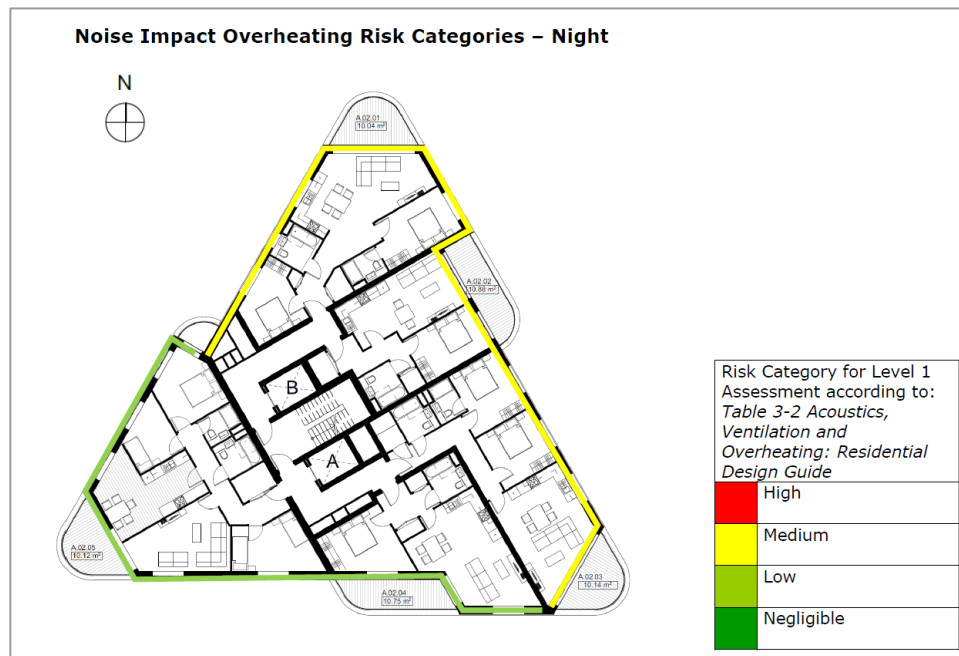 Noise Impact Overheating Risk Categories – Night
N
A.02.01
10.04 m²
A.02.02
10.88 m²
B
A
A.02.05
10.12 m²
A.02.04
10.75 m²
A.02.03
10.14 m²
Risk Category for Level 1
Assessment according to:
Table 3-2 Acoustics,
Ventilation and
Overheating: Residential
Design Guide
High
Medium
Low
Negligible